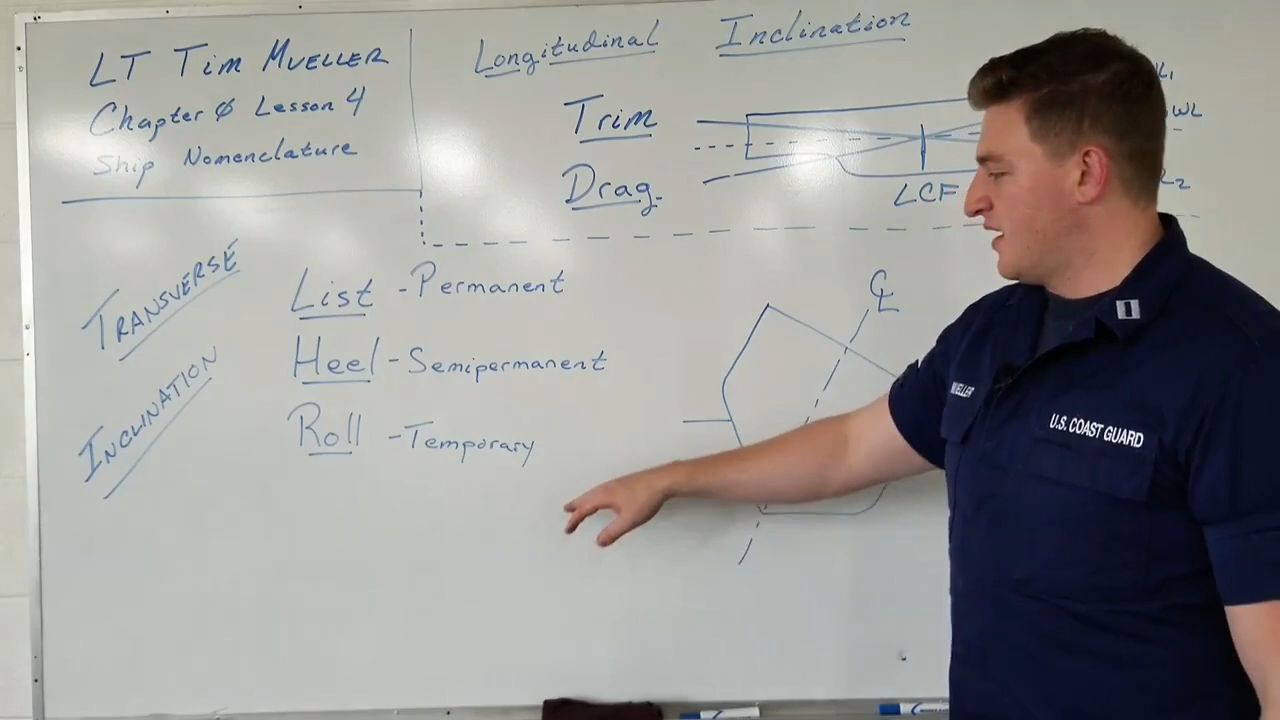 LT Tim Mueller
Chapter 0 Lesson 4
Ship Nomenclature
Longitudinal Inclination
Trim
Drag
WL
LCF
Transverse
Inclination
List - Permanent
Heel - Semipermanent
Roll - Temporary
CL
MUELLER
U.S. COAST GUARD